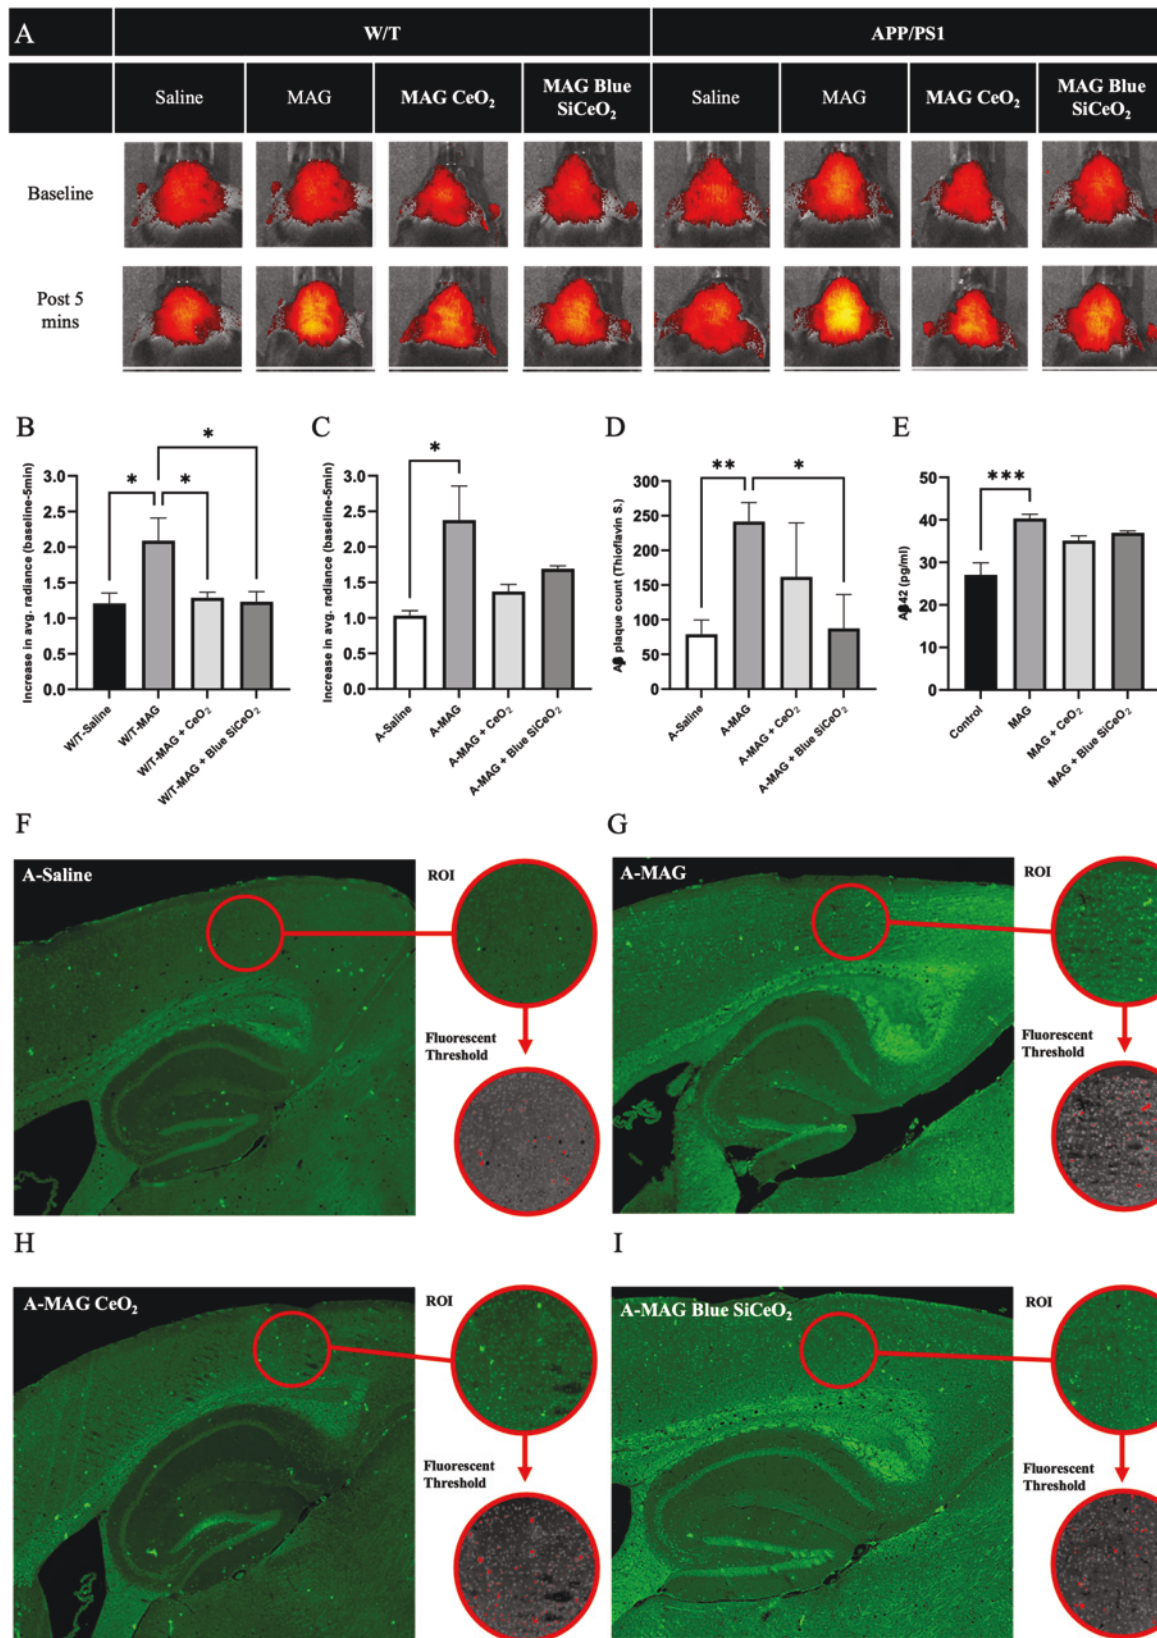 A
W/T
APP/PS1
Saline
MAG
MAG CeO₂
MAG Blue
SiCeO₂
Saline
MAG
MAG CeO₂
MAG Blue
SiCeO₂
Baseline
Post 5
mins
B
*
*
*
Increase in avg. radiance (baseline-5min)
3.0
2.5
2.0
1.5
1.0
0.5
0.0
W/T-Saline
W/T-MAG
W/T-MAG + CeO₂
W/T-MAG + Blue SiCeO₂
C
*
Increase in avg. radiance (baseline-5min)
3.0
2.5
2.0
1.5
1.0
0.5
0.0
A-Saline
A-MAG
A-MAG + CeO₂
A-MAG + Blue SiCeO₂
D
**
*
Aβ plaque count (Thioflavin S.)
300
250
200
150
100
50
0
A-Saline
A-MAG
A-MAG + CeO₂
A-MAG + Blue SiCeO₂
E
***
Aβ42 (pg/ml)
50
40
30
20
10
0
Control
MAG
MAG + CeO₂
MAG + Blue SiCeO₂
F
A-Saline
ROI
Fluorescent
Threshold
G
A-MAG
ROI
Fluorescent
Threshold
H
A-MAG CeO₂
ROI
Fluorescent
Threshold
I
A-MAG Blue SiCeO₂
ROI
Fluorescent
Threshold